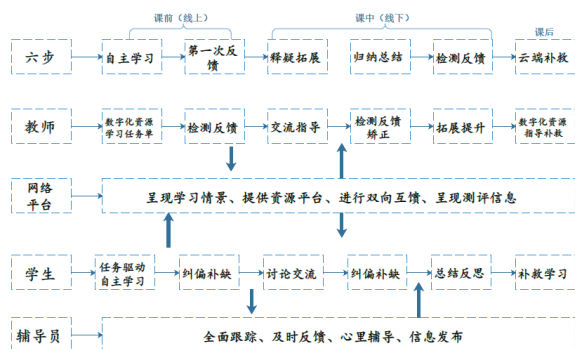 课前（线上）
课中（线下）
课后
六步
自主学习
第一次反
馈
释疑拓展
归纳总结
检测反馈
云端补救
教师
数字化资源
学习任务单
检测反馈
交流指导
检测反馈
矫正
拓展提升
数字化资源
指导补救
网络
平台
呈现学习情景、提供资源平台、进行双向互馈、呈现测评信息
学生
任务驱动
自主学习
纠偏补缺
讨论交流
纠偏补缺
总结反思
补救学习
辅导员
全面跟踪、及时反馈、心里辅导、信息发布